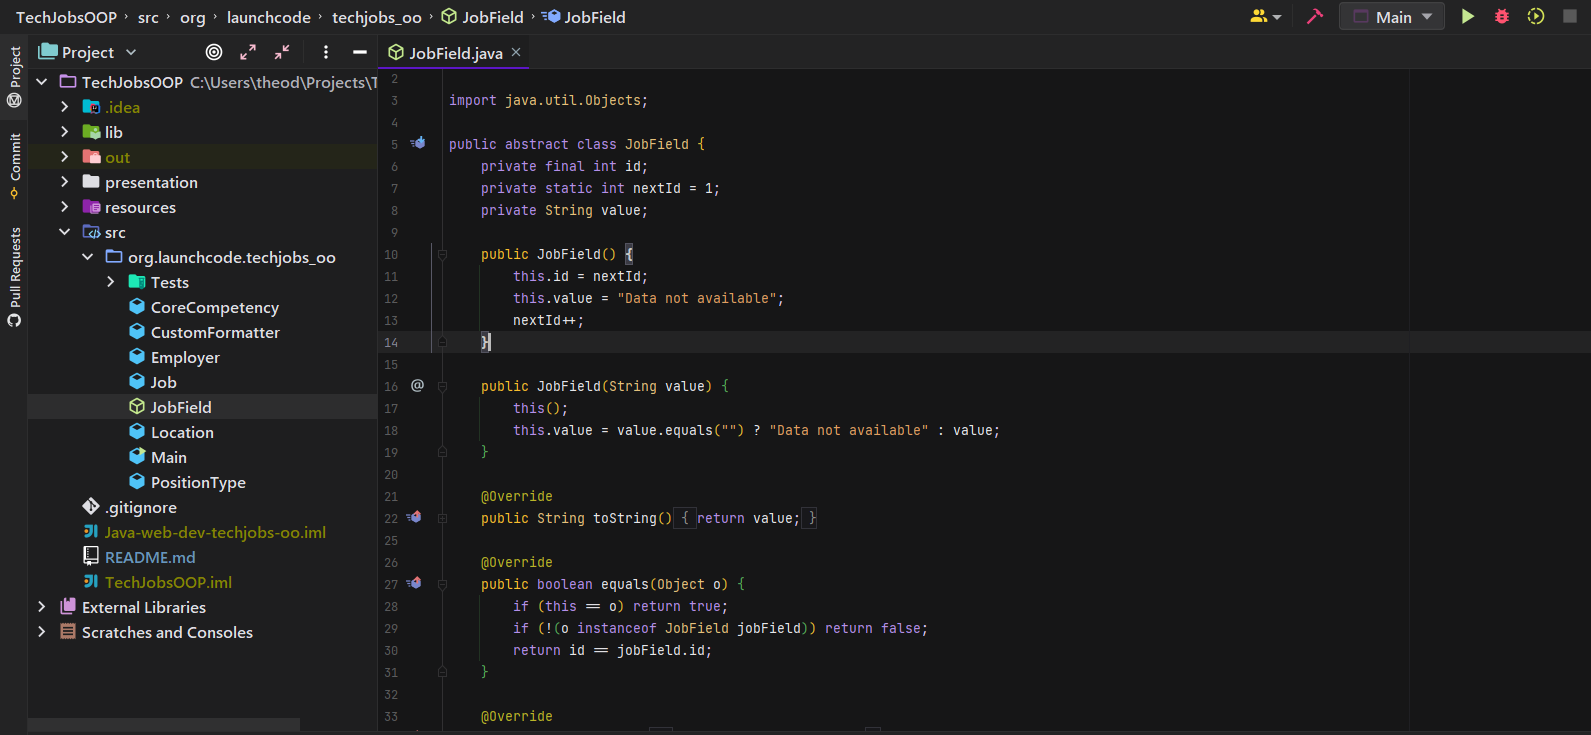 TechJobsOOP › src › org › launchcode › techjobs_oo › JobField › JobField
Main
Project
Commit
Pull Requests
Project
TechJobsOOP C:\Users\theod\Projects\T
.idea
lib
out
presentation
resources
src
org.launchcode.techjobs_oo
Tests
CoreCompetency
CustomFormatter
Employer
Job
JobField
Location
Main
PositionType
.gitignore
Java-web-dev-techjobs-oo.iml
README.md
TechJobsOOP.iml
External Libraries
Scratches and Consoles
JobField.java ×
2
3 import java.util.Objects;
4
5 public abstract class JobField {
6 private final int id;
7 private static int nextId = 1;
8 private String value;
9
10 public JobField() {
11 this.id = nextId;
12 this.value = "Data not available";
13 nextId++;
14 }
15
16 @ public JobField(String value) {
17 this();
18 this.value = value.equals("") ? "Data not available" : value;
19 }
20
21 @Override
22 public String toString() { return value; }
25
26 @Override
27 public boolean equals(Object o) {
28 if (this == o) return true;
29 if (!(o instanceof JobField jobField)) return false;
30 return id == jobField.id;
31 }
32
33 @Override